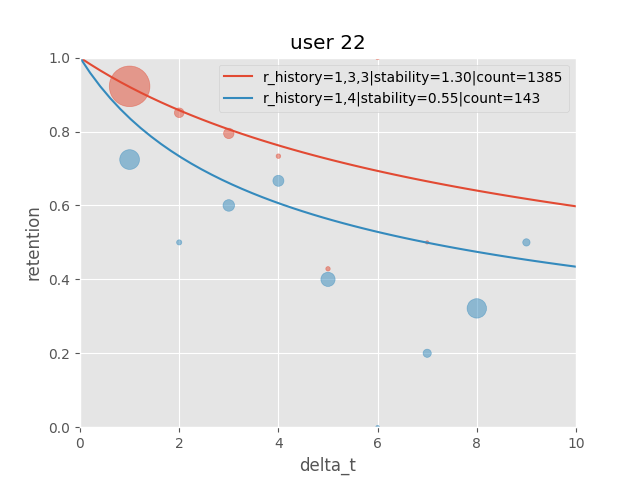 user 22
r_history=1,3,3|stability=1.30|count=1385
r_history=1,4|stability=0.55|count=143
retention
1.0
0.8
0.6
0.4
0.2
0.0
0 2 4 6 8 10
delta_t